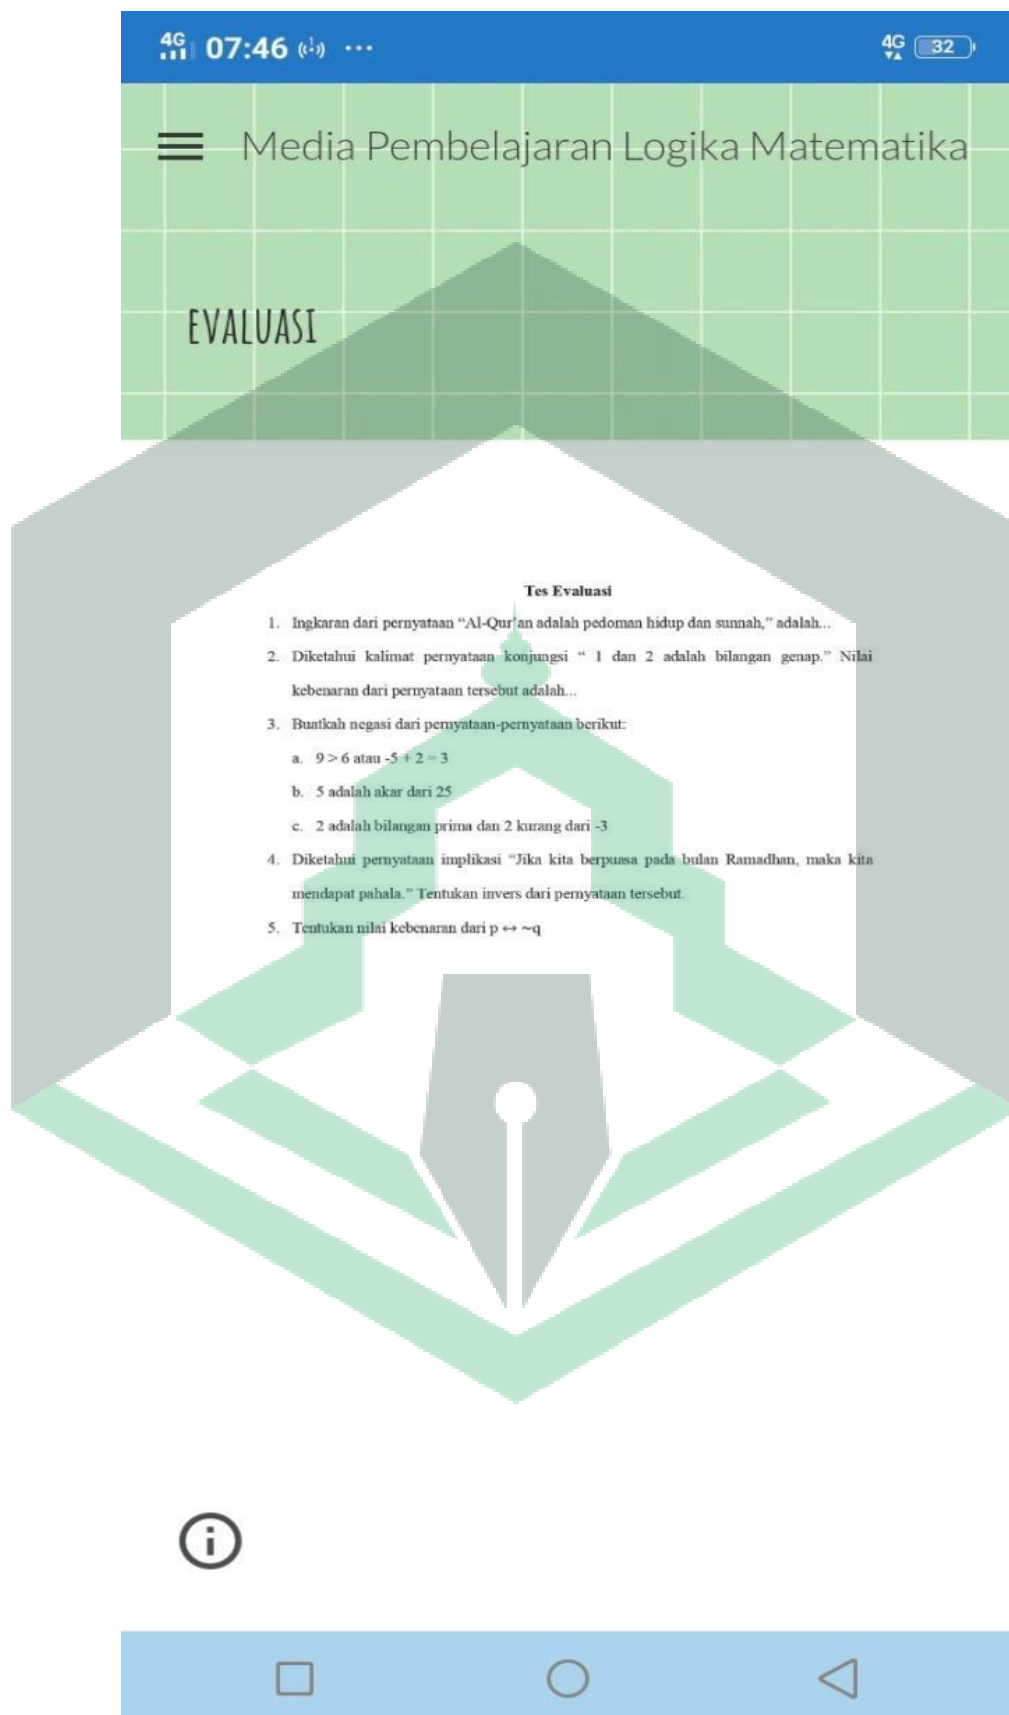 4G 07:46 ... 4G 32
Media Pembelajaran Logika Matematika
EVALUASI
Tes Evaluasi
1. Ingkaran dari pernyataan “Al-Qur’an adalah pedoman hidup dan sunnah,” adalah...
2. Diketahui kalimat pernyataan konjungsi “ 1 dan 2 adalah bilangan genap.” Nilai
kebenaran dari pernyataan tersebut adalah...
3. Buatkah negasi dari pernyataan-pernyataan berikut:
a. 9 > 6 atau -5 + 2 = 3
b. 5 adalah akar dari 25
c. 2 adalah bilangan prima dan 2 kurang dari -3
4. Diketahui pernyataan implikasi “Jika kita berpuasa pada bulan Ramadhan, maka kita
mendapat pahala.” Tentukan invers dari pernyataan tersebut.
5. Tentukan nilai kebenaran dari p ↔ ~q